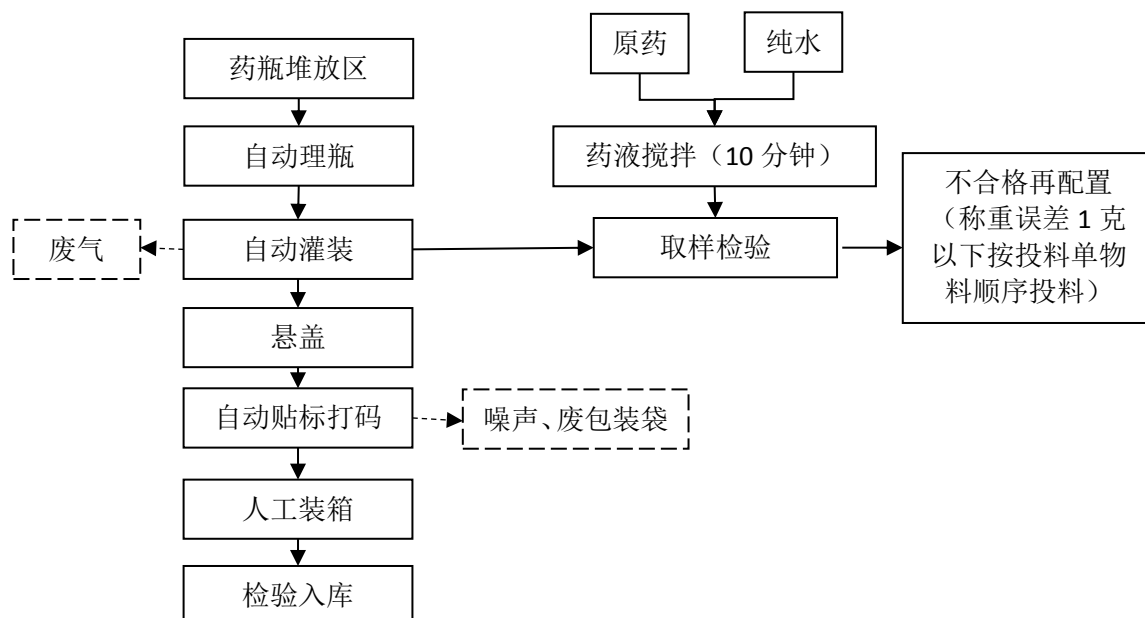 原药
纯水
药瓶堆放区
自动理瓶
药液搅拌（10 分钟）
不合格再配置
（称重误差 1 克
以下按投料单物
料顺序投料）
废气
自动灌装
取样检验
悬盖
自动贴标打码
噪声、废包装袋
人工装箱
检验入库